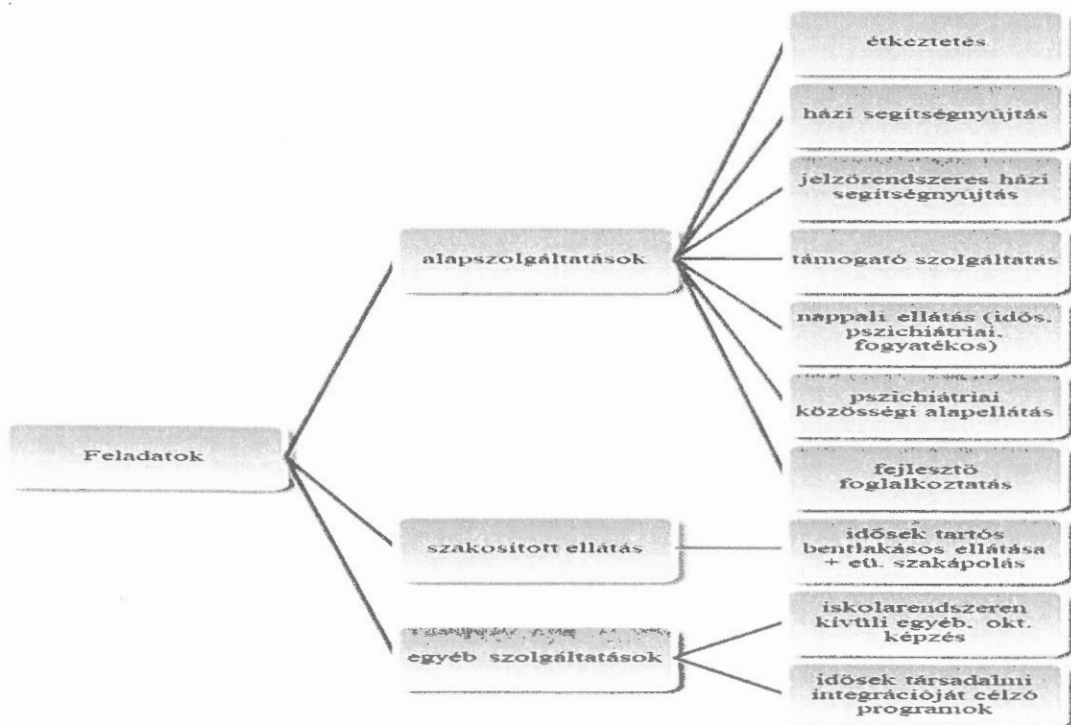 étkeztetés
házi segítségnyújtás
jelzőrendszeres házi
segítségnyújtás
alapszolgáltatások
támogató szolgáltatás
nappali ellátás (idős,
pszichiátriai,
fogyatékos)
pszichiátriai
közösségi alapellátás
Feladatok
fejlesztő
foglalkoztatás
szakosított ellátás
idősek tartós
bentlakásos ellátása
+ eü. szakápolás
iskolarendszeren
kívüli egyéb. okt.
képzés
egyéb szolgáltatások
idősek társadalmi
integrációját célzó
programok